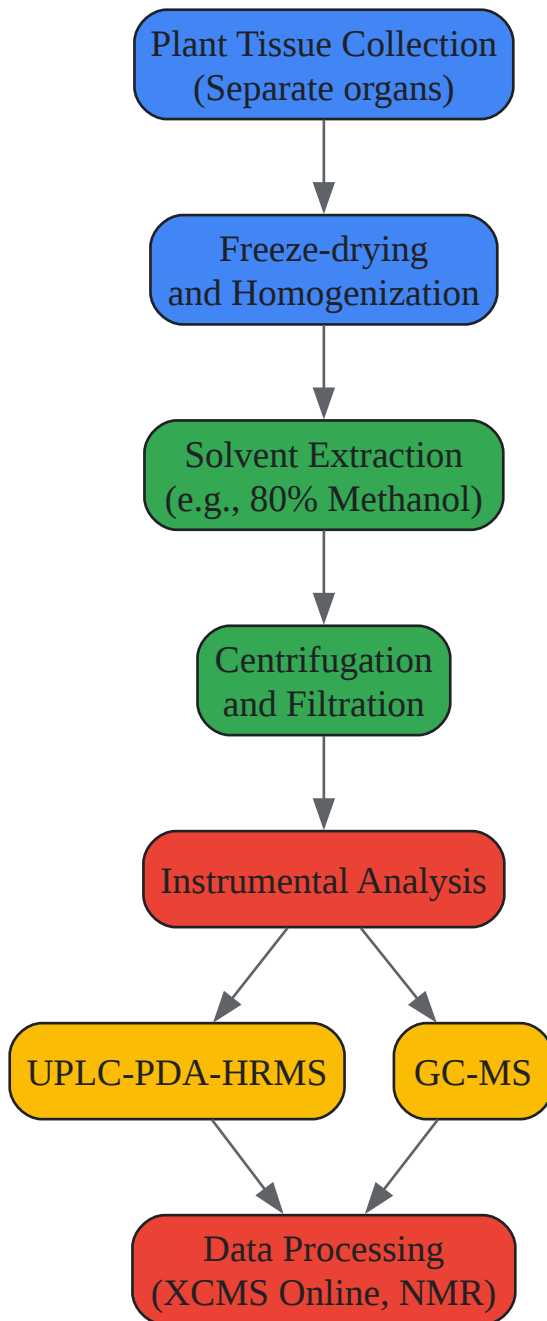 Plant Tissue Collection
(Separate organs)
Freeze-drying
and Homogenization
Solvent Extraction
(e.g., 80% Methanol)
Centrifugation
and Filtration
Instrumental Analysis
UPLC-PDA-HRMS
GC-MS
Data Processing
(XCMS Online, NMR)